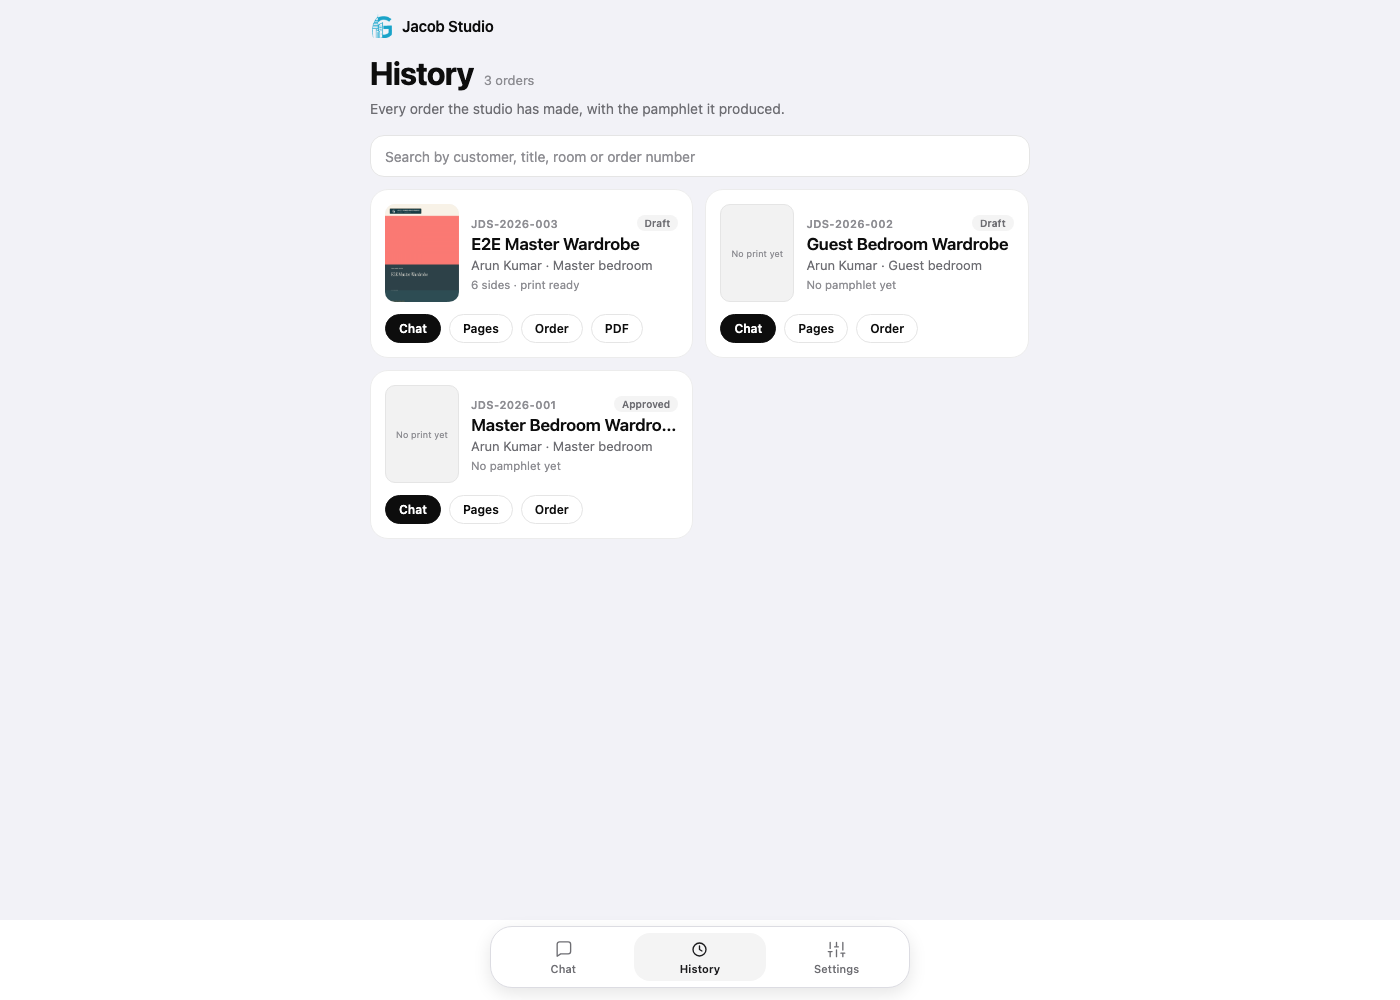 Jacob Studio
History 3 orders
Every order the studio has made, with the pamphlet it produced.
Search by customer, title, room or order number
JDS-2026-003 Draft
E2E Master Wardrobe
Arun Kumar · Master bedroom
6 sides · print ready
E2E Master Wardrobe
Chat Pages Order PDF
No print yet
JDS-2026-002 Draft
Guest Bedroom Wardrobe
Arun Kumar · Guest bedroom
No pamphlet yet
Chat Pages Order
No print yet
JDS-2026-001 Approved
Master Bedroom Wardro...
Arun Kumar · Master bedroom
No pamphlet yet
Chat Pages Order
Chat History Settings